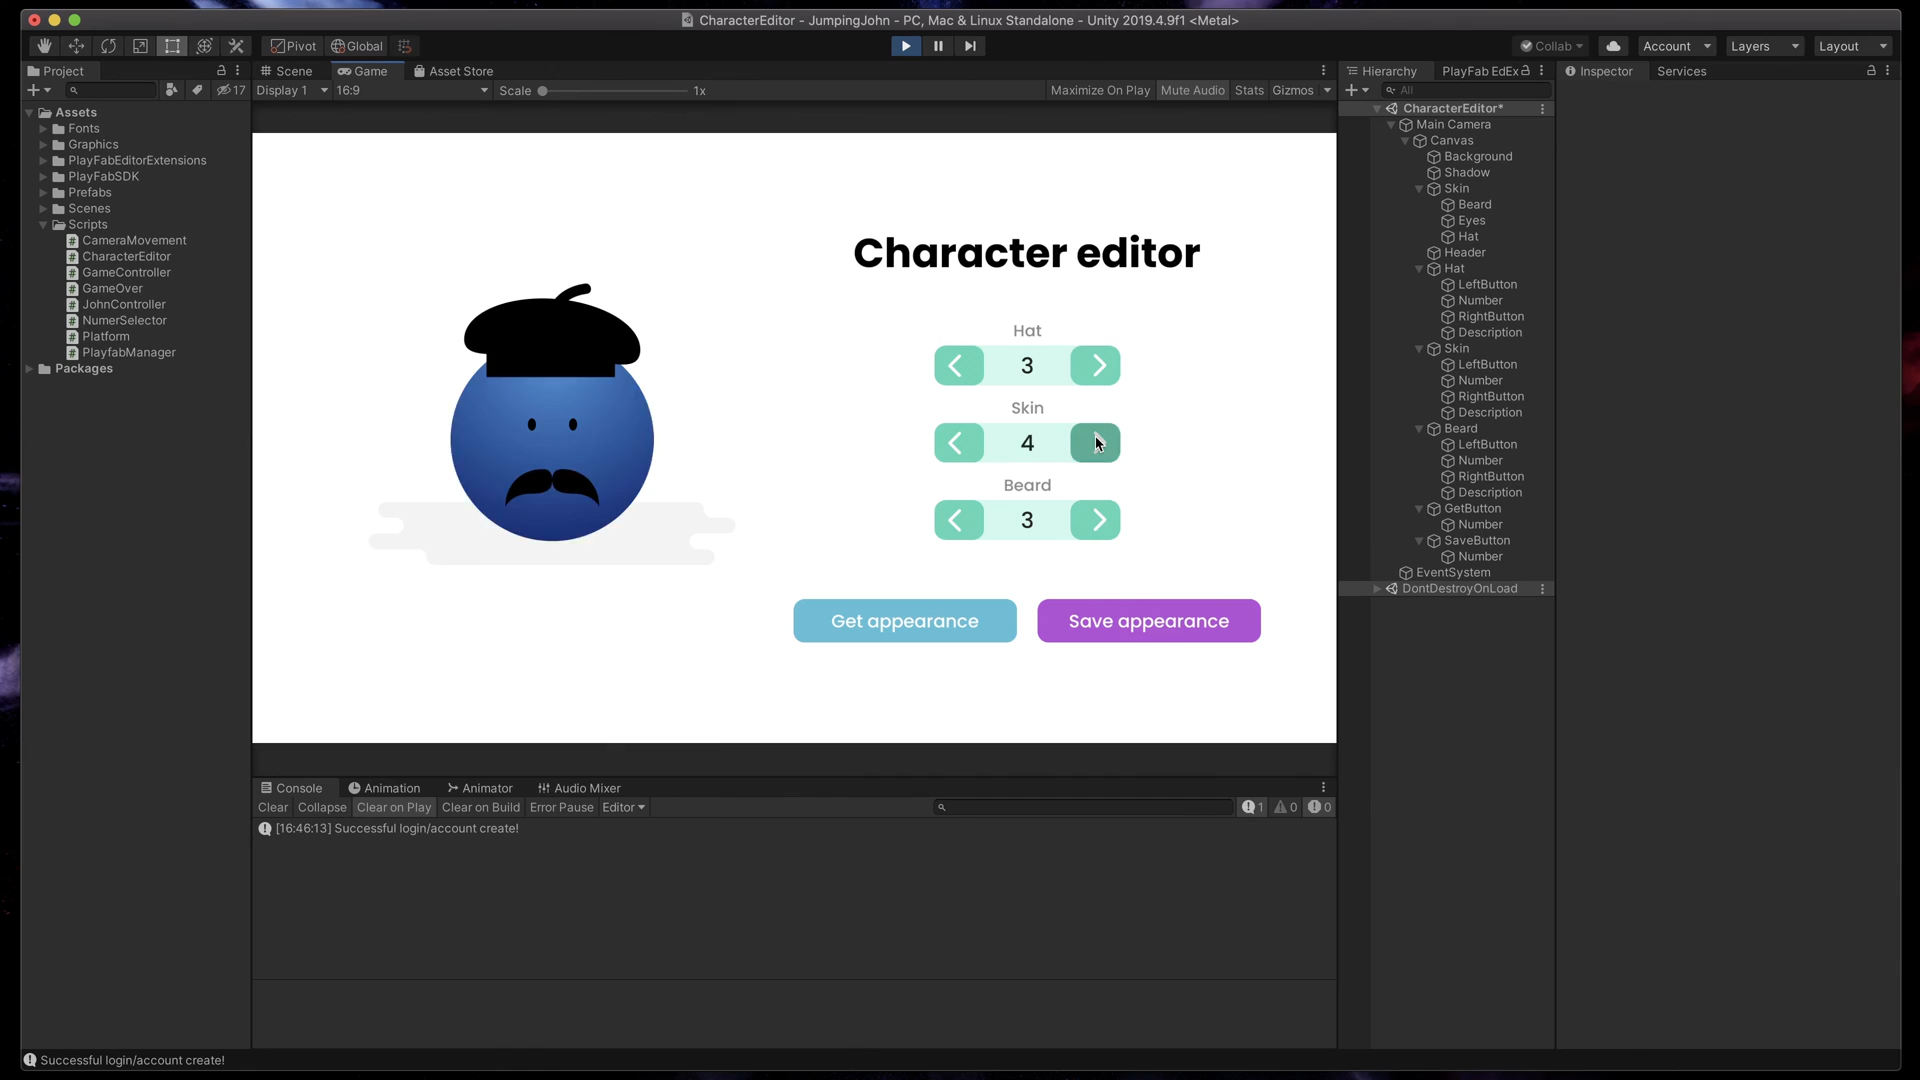 CharacterEditor - JumpingJohn - PC, Mac & Linux Standalone - Unity 2019.4.9f1 <Metal>
Pivot Global Collab Account Layers Layout
Project
17
Assets
Fonts
Graphics
PlayFabEditorExtensions
PlayFabSDK
Prefabs
Scenes
Scripts
CameraMovement
CharacterEditor
GameController
GameOver
JohnController
NumerSelector
Platform
PlayfabManager
Packages
Scene Game Asset Store
Display 1 16:9 Scale 1x Maximize On Play Mute Audio Stats Gizmos
Character editor
Hat
3
Skin
4
Beard
3
Get appearance Save appearance
Console Animation Animator Audio Mixer
Clear Collapse Clear on Play Clear on Build Error Pause Editor 1 0 0
[16:46:13] Successful login/account create!
Hierarchy PlayFab EdEx
All
CharacterEditor*
Main Camera
Canvas
Background
Shadow
Skin
Beard
Eyes
Hat
Header
Hat
LeftButton
Number
RightButton
Description
Skin
LeftButton
Number
RightButton
Description
Beard
LeftButton
Number
RightButton
Description
GetButton
Number
SaveButton
Number
EventSystem
DontDestroyOnLoad
Inspector Services
Successful login/account create!